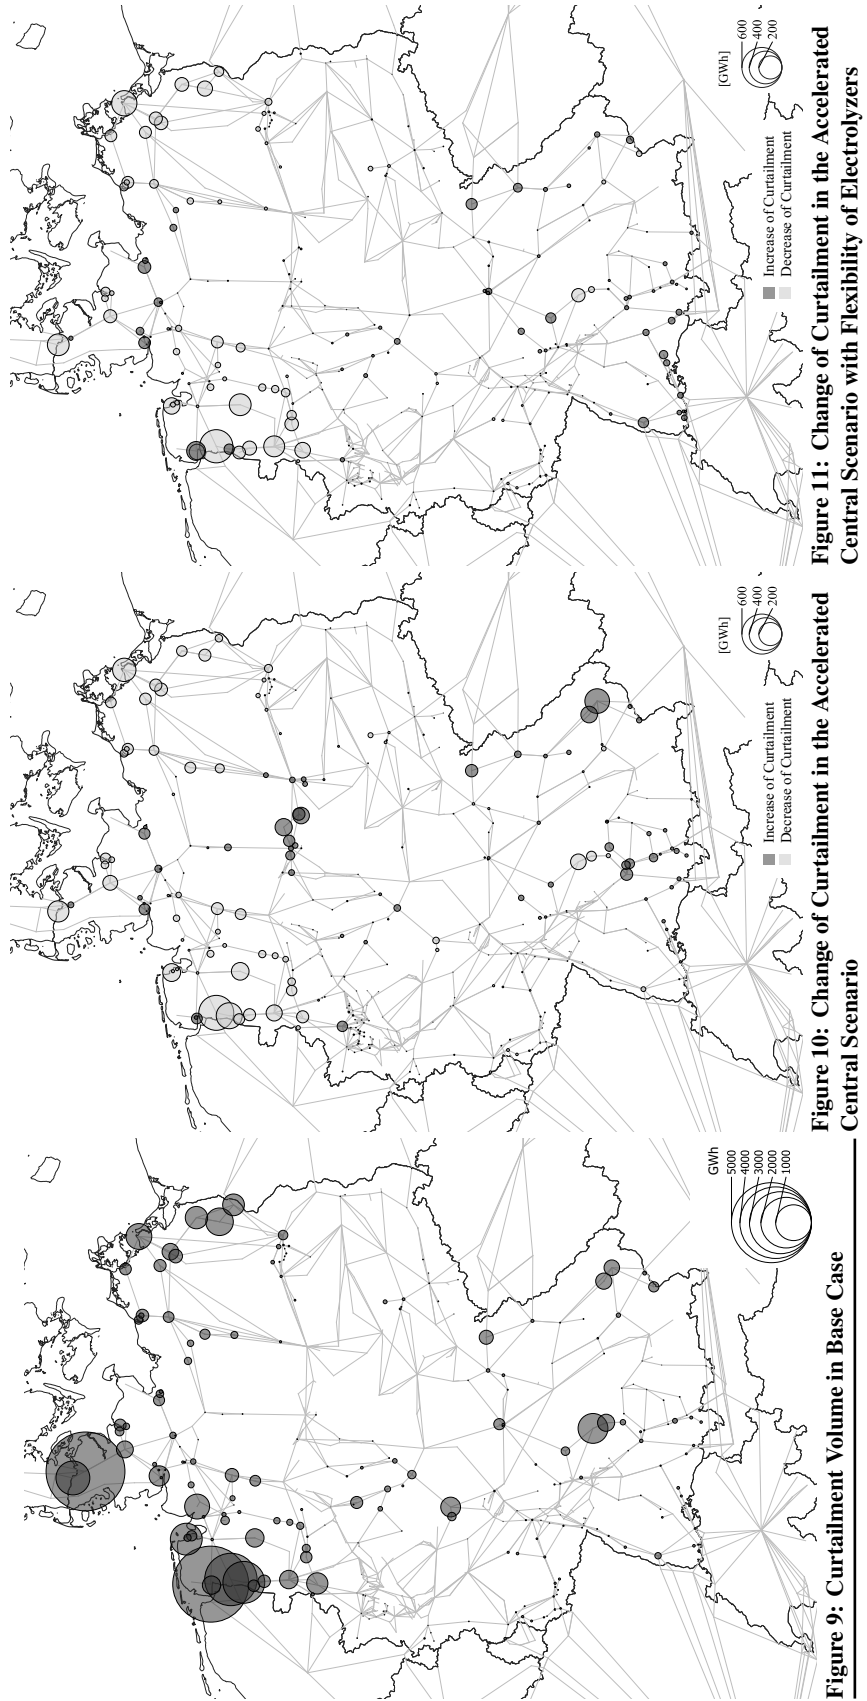 GWh
5000
4000
3000
2000
1000
Figure 9: Curtailment Volume in Base Case
[GWh]
600
400
200
Increase of Curtailment
Decrease of Curtailment
Figure 10: Change of Curtailment in the Accelerated
Central Scenario
[GWh]
600
400
200
Increase of Curtailment
Decrease of Curtailment
Figure 11: Change of Curtailment in the Accelerated
Central Scenario with Flexibility of Electrolyzers